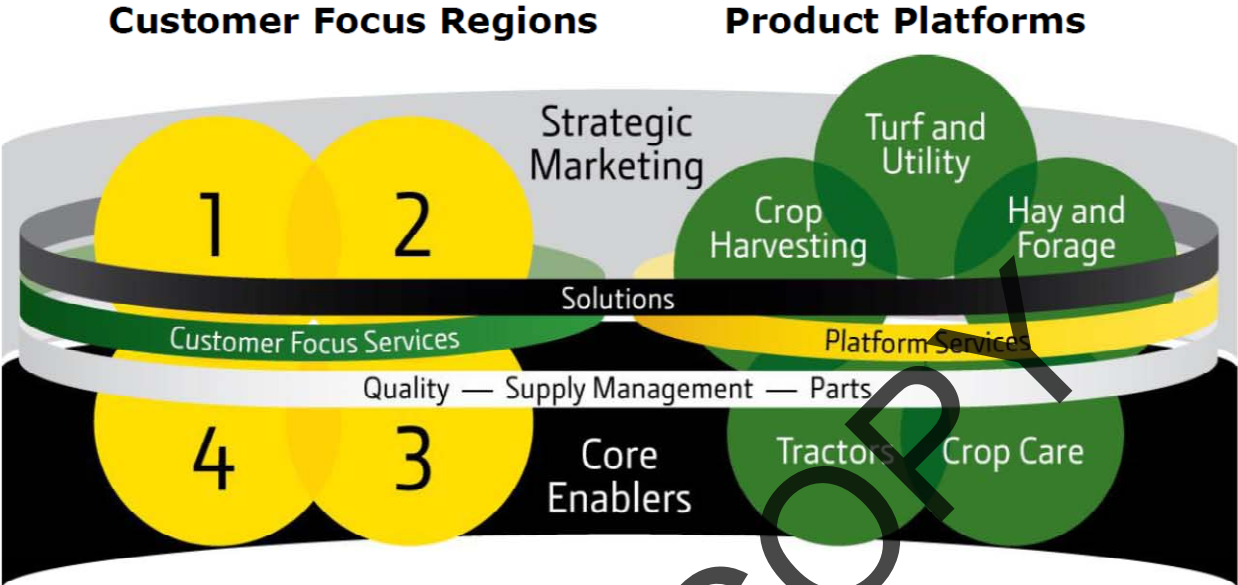 Customer Focus Regions
Product Platforms
Strategic
Marketing
Turf and
Utility
1
2
Crop
Harvesting
Hay and
Forage
Solutions
Customer Focus Services
Platform Services
Quality — Supply Management — Parts
4
3
Core
Enablers
Tractors
Crop Care
COPY